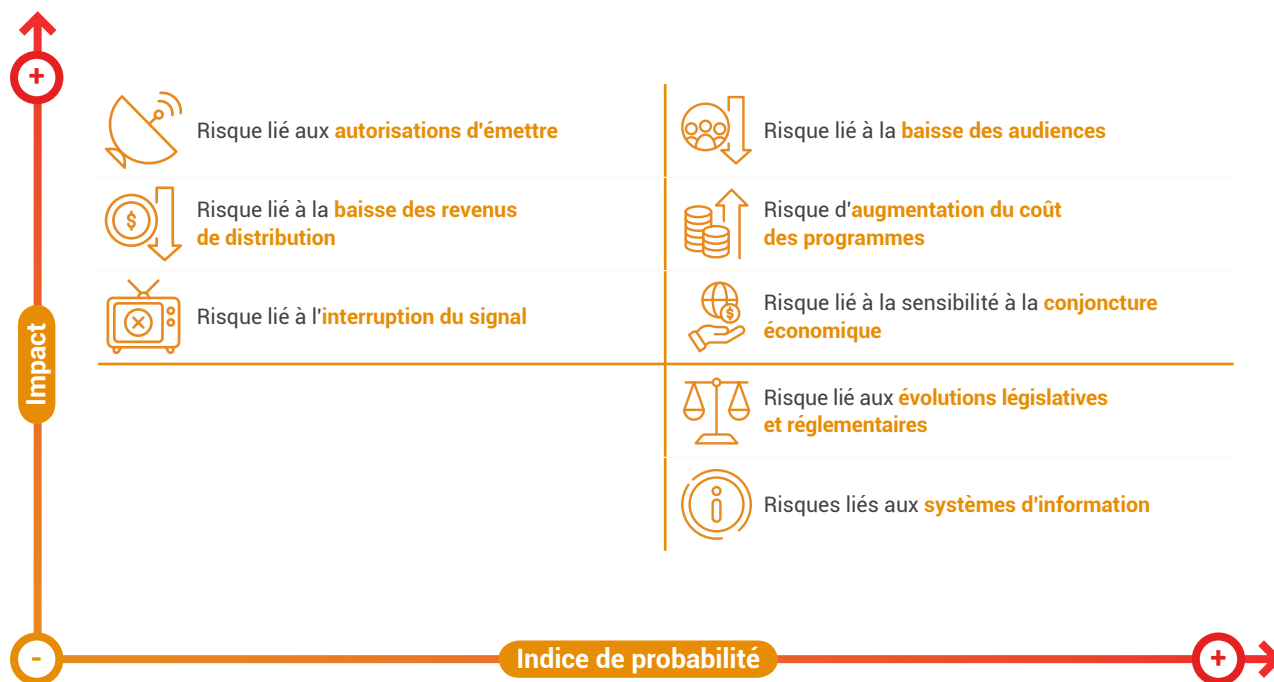 +
Risque lié aux autorisations d'émettre
Risque lié à la baisse des revenus
de distribution
Risque lié à l'interruption du signal
Risque lié à la baisse des audiences
Risque d'augmentation du coût
des programmes
Risque lié à la sensibilité à la conjoncture
économique
Risque lié aux évolutions législatives
et réglementaires
Risques liés aux systèmes d'information
Impact
-
Indice de probabilité
+